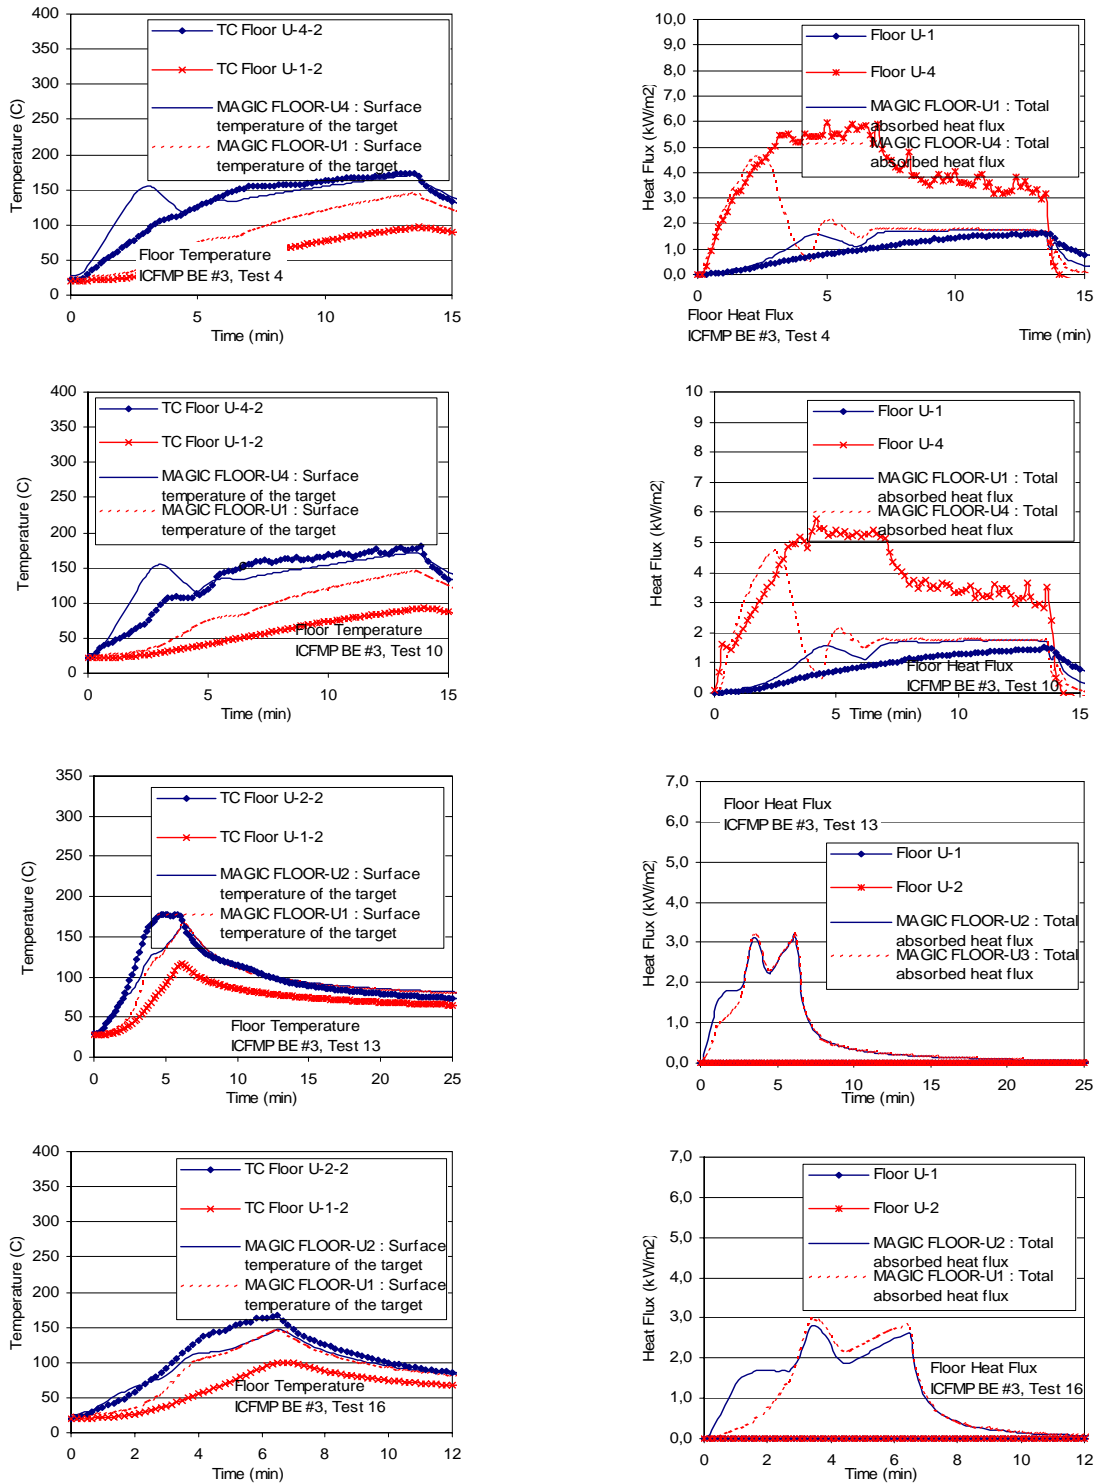 400
350
300
250
200
150
100
50
0
Temperature (C)
TC Floor U-4-2
TC Floor U-1-2
MAGIC FLOOR-U4 : Surface
temperature of the target
MAGIC FLOOR-U1 : Surface
temperature of the target
Floor Temperature
ICFMP BE #3, Test 4
0 5 10 15
Time (min)
10,0
9,0
8,0
7,0
6,0
5,0
4,0
3,0
2,0
1,0
0,0
Heat Flux (kW/m2)
Floor U-1
Floor U-4
MAGIC FLOOR-U1 : Total
absorbed heat flux
MAGIC FLOOR-U4 : Total
absorbed heat flux
0 5 10 15
Floor Heat Flux
ICFMP BE #3, Test 4
Time (min)
400
350
300
250
200
150
100
50
0
Temperature (C)
TC Floor U-4-2
TC Floor U-1-2
MAGIC FLOOR-U4 : Surface
temperature of the target
MAGIC FLOOR-U1 : Surface
temperature of the target
Floor Temperature
ICFMP BE #3, Test 10
0 5 10 15
Time (min)
10
9
8
7
6
5
4
3
2
1
0
Heat Flux (kW/m2)
Floor U-1
Floor U-4
MAGIC FLOOR-U1 : Total
absorbed heat flux
MAGIC FLOOR-U4 : Total
absorbed heat flux
Floor Heat Flux
ICFMP BE #3, Test 10
0 5 10 15
Time (min)
350
300
250
200
150
100
50
0
Temperature (C)
TC Floor U-2-2
TC Floor U-1-2
MAGIC FLOOR-U2 : Surface
temperature of the target
MAGIC FLOOR-U1 : Surface
temperature of the target
Floor Temperature
ICFMP BE #3, Test 13
0 5 10 15 20 25
Time (min)
7,0
6,0
5,0
4,0
3,0
2,0
1,0
0,0
Heat Flux (kW/m2)
Floor Heat Flux
ICFMP BE #3, Test 13
Floor U-1
Floor U-2
MAGIC FLOOR-U2 : Total
absorbed heat flux
MAGIC FLOOR-U3 : Total
absorbed heat flux
0 5 10 15 20 25
Time (min)
400
350
300
250
200
150
100
50
0
Temperature (C)
TC Floor U-2-2
TC Floor U-1-2
MAGIC FLOOR-U2 : Surface
temperature of the target
MAGIC FLOOR-U1 : Surface
temperature of the target
Floor Temperature
ICFMP BE #3, Test 16
0 2 4 6 8 10 12
Time (min)
7,0
6,0
5,0
4,0
3,0
2,0
1,0
0,0
Heat Flux (kW/m2)
Floor U-1
Floor U-2
MAGIC FLOOR-U2 : Total
absorbed heat flux
MAGIC FLOOR-U1 : Total
absorbed heat flux
Floor Heat Flux
ICFMP BE #3, Test 16
0 2 4 6 8 10 12
Time (min)